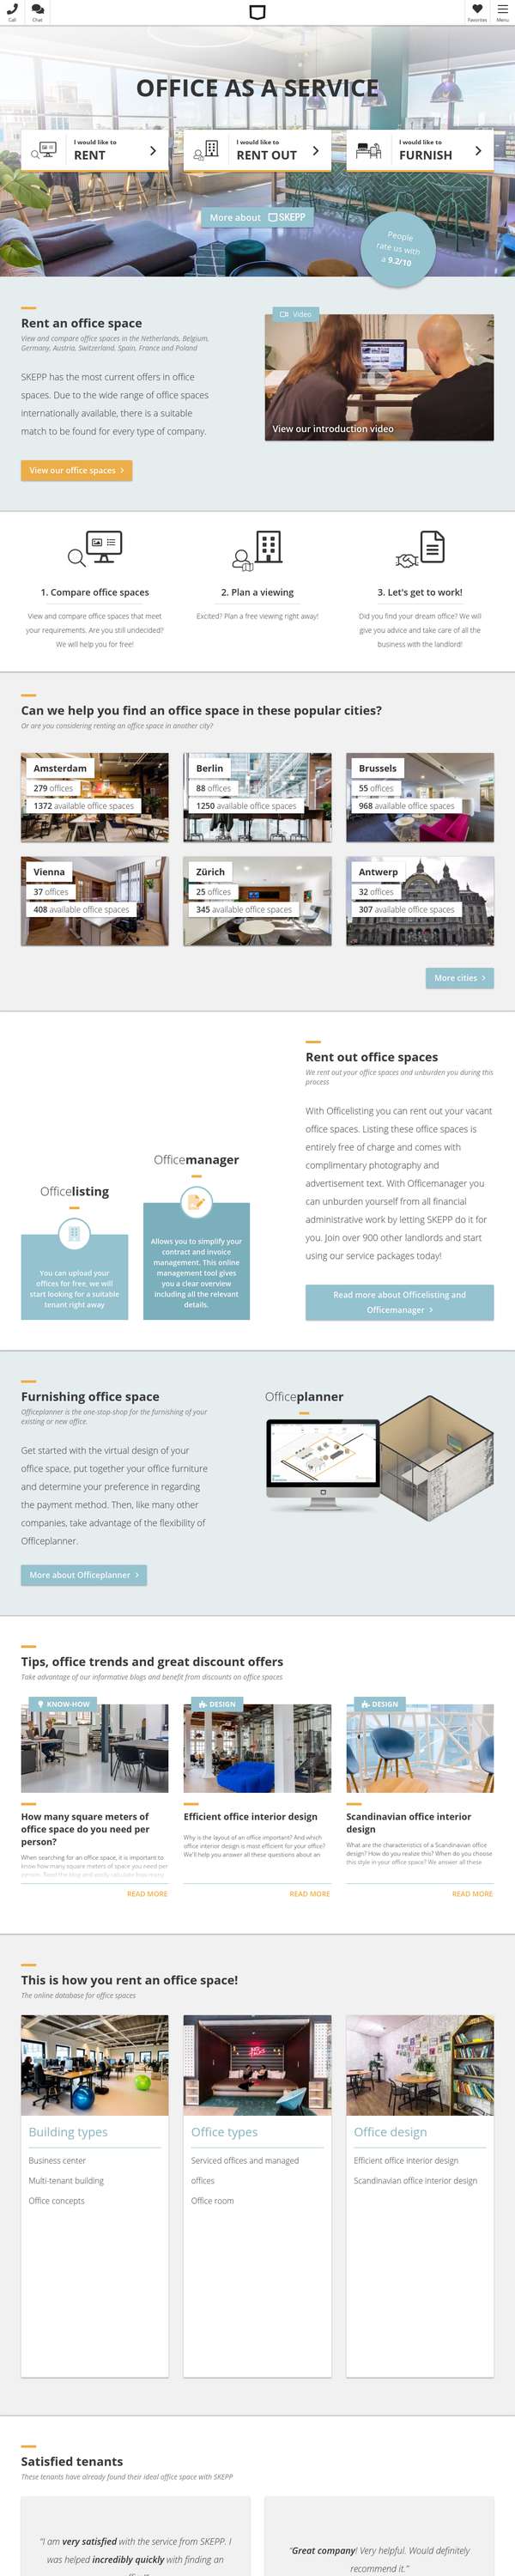 Call
Chat
Favorites
Menu
OFFICE AS A SERVICE
I would like to
RENT
I would like to
RENT OUT
I would like to
FURNISH
More about SKEPP
People
rate us with
a 9.2/10
Rent an office space
View and compare office spaces in the Netherlands, Belgium,
Germany, Austria, Switzerland, Spain, France and Poland
SKEPP has the most current offers in office
spaces. Due to the wide range of office spaces
internationally available, there is a suitable
match to be found for every type of company.
View our office spaces
Video
View our introduction video
1. Compare office spaces
View and compare office spaces that meet
your requirements. Are you still undecided?
We will help you for free!
2. Plan a viewing
Excited? Plan a free viewing right away!
3. Let's get to work!
Did you find your dream office? We will
give you advice and take care of all the
business with the landlord!
Can we help you find an office space in these popular cities?
Or are you considering renting an office space in another city?
Amsterdam
279 offices
1372 available office spaces
Berlin
88 offices
1250 available office spaces
Brussels
55 offices
968 available office spaces
Vienna
37 offices
408 available office spaces
Zürich
25 offices
345 available office spaces
Antwerp
32 offices
307 available office spaces
More cities
Officelisting
You can upload your
offices for free, we will
start looking for a suitable
tenant right away
Officemanager
Allows you to simplify your
contract and invoice
management. This online
management tool gives
you a clear overview
including all the relevant
details.
Rent out office spaces
We rent out your office spaces and unburden you during this
process
With Officelisting you can rent out your vacant
office spaces. Listing these office spaces is
entirely free of charge and comes with
complimentary photography and
advertisement text. With Officemanager you
can unburden yourself from all financial
administrative work by letting SKEPP do it for
you. Join over 900 other landlords and start
using our service packages today!
Read more about Officelisting and
Officemanager
Furnishing office space
Officeplanner is the one-stop-shop for the furnishing of your
existing or new office.
Get started with the virtual design of your
office space, put together your office furniture
and determine your preference in regarding
the payment method. Then, like many other
companies, take advantage of the flexibility of
Officeplanner.
More about Officeplanner
Officeplanner
Tips, office trends and great discount offers
Take advantage of our informative blogs and benefit from discounts on office spaces
KNOW-HOW
How many square meters of
office space do you need per
person?
When searching for an office space, it is important to
know how many square meters of space you need per
READ MORE
DESIGN
Efficient office interior design
Why is the layout of an office important? And which
office interior design is most efficient for your office?
We'll help you answer all these questions about an
READ MORE
DESIGN
Scandinavian office interior
design
What are the characteristics of a Scandinavian office
design? How do you realize this? When do you choose
this style in your office space? We answer all these
READ MORE
This is how you rent an office space!
The online database for office spaces
Building types
Business center
Multi-tenant building
Office concepts
Office types
Serviced offices and managed
offices
Office room
Office design
Efficient office interior design
Scandinavian office interior design
Satisfied tenants
These tenants have already found their ideal office space with SKEPP
"I am very satisfied with the service from SKEPP. I
was helped incredibly quickly with finding an
"Great company! Very helpful. Would definitely
recommend it."